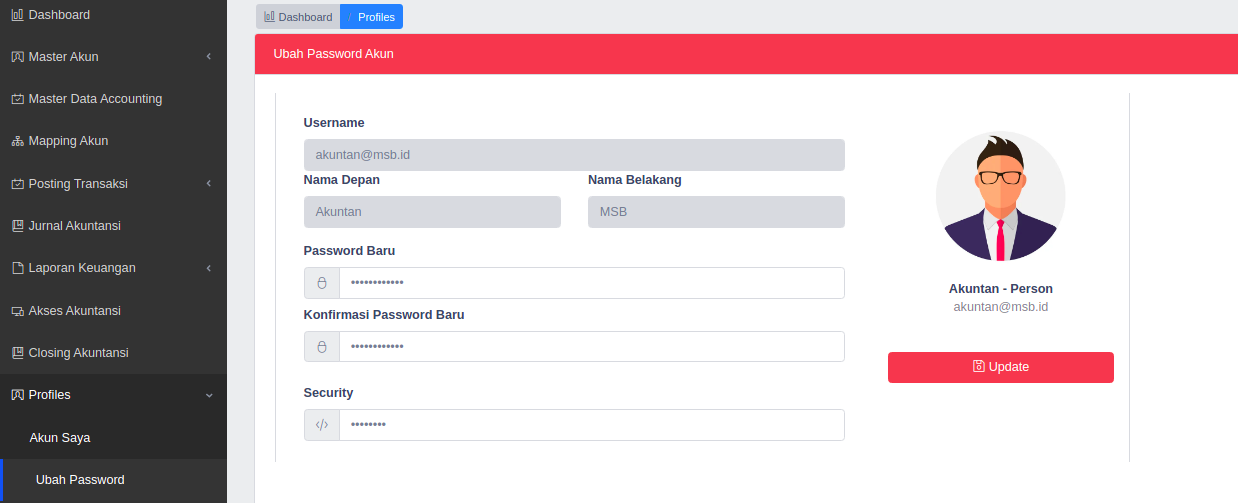 Dashboard
Master Akun
Master Data Accounting
Mapping Akun
Posting Transaksi
Jurnal Akuntansi
Laporan Keuangan
Akses Akuntansi
Closing Akuntansi
Profiles
Akun Saya
Ubah Password
Dashboard / Profiles
Ubah Password Akun
Username
akuntan@msb.id
Nama Depan Nama Belakang
Akuntan MSB
Password Baru
••••••••••••
Konfirmasi Password Baru
••••••••••••
Security
••••••••
Akuntan - Person
akuntan@msb.id
Update